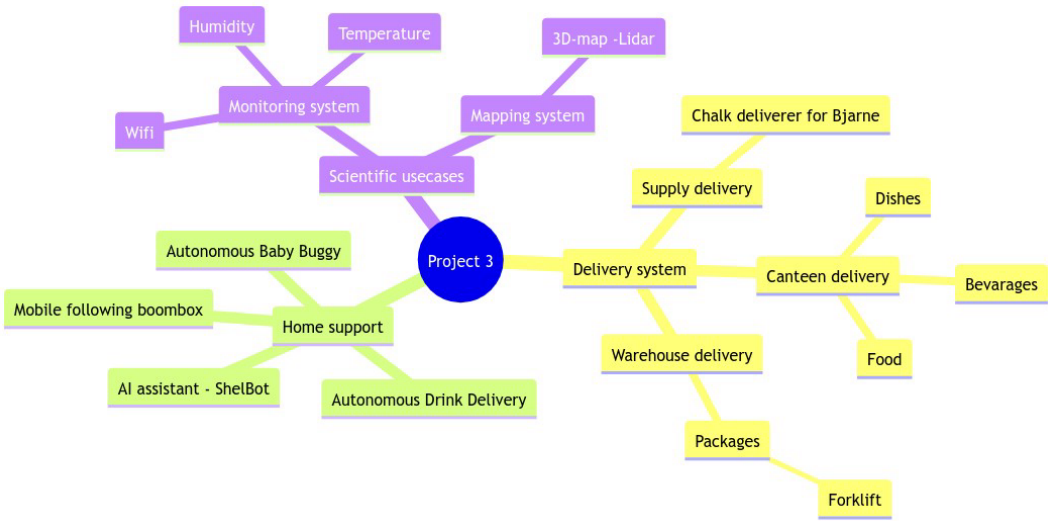 Humidity
Temperature
3D-map -Lidar
Monitoring system
Mapping system
Wifi
Scientific usecases
Chalk deliverer for Bjarne
Supply delivery
Dishes
Autonomous Baby Buggy
Project 3
Delivery system
Canteen delivery
Bevarages
Mobile following boombox
Home support
Warehouse delivery
Food
AI assistant - ShelBot
Autonomous Drink Delivery
Packages
Forklift